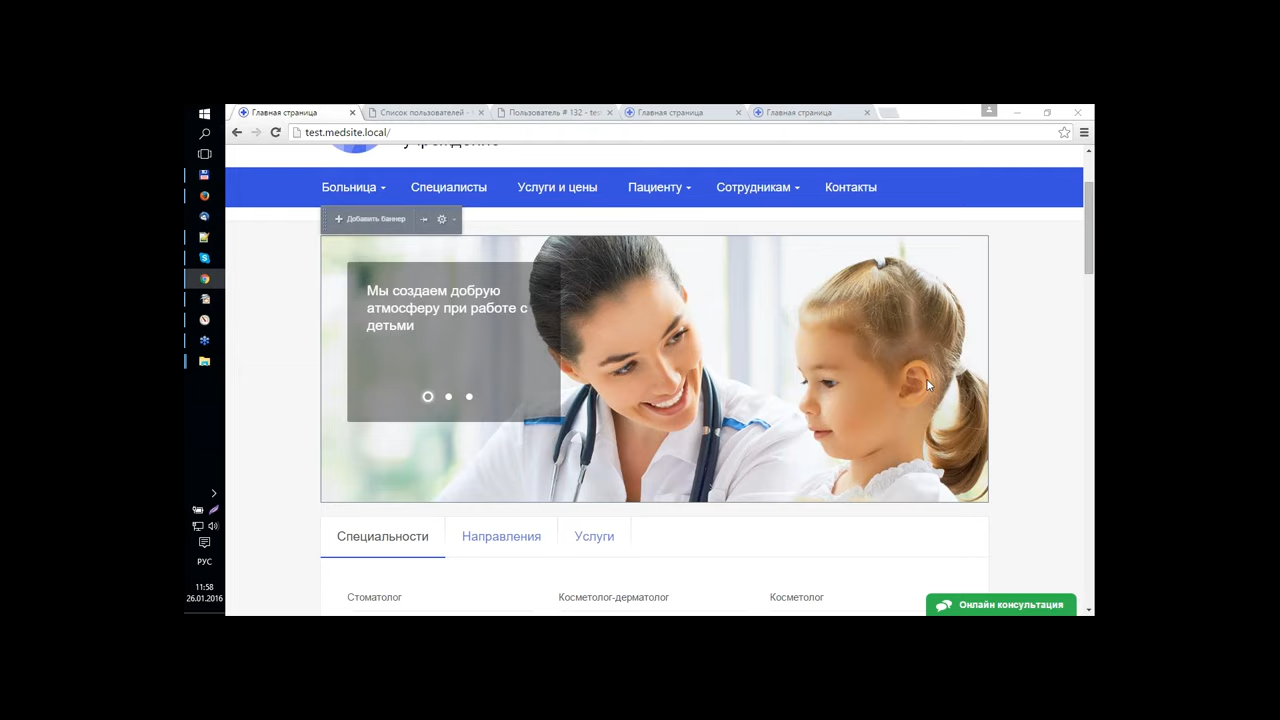 Главная страница
Список пользователей -
Пользователь # 132 - tes
Главная страница
Главная страница
test.medsite.local/
учреждение
Больница
Специалисты
Услуги и цены
Пациенту
Сотрудникам
Контакты
Добавить баннер
Мы создаем добрую
атмосферу при работе с
детьми
Специальности
Направления
Услуги
Стоматолог
Косметолог-дерматолог
Косметолог
Онлайн консультация
РУС
11:58
26.01.2016